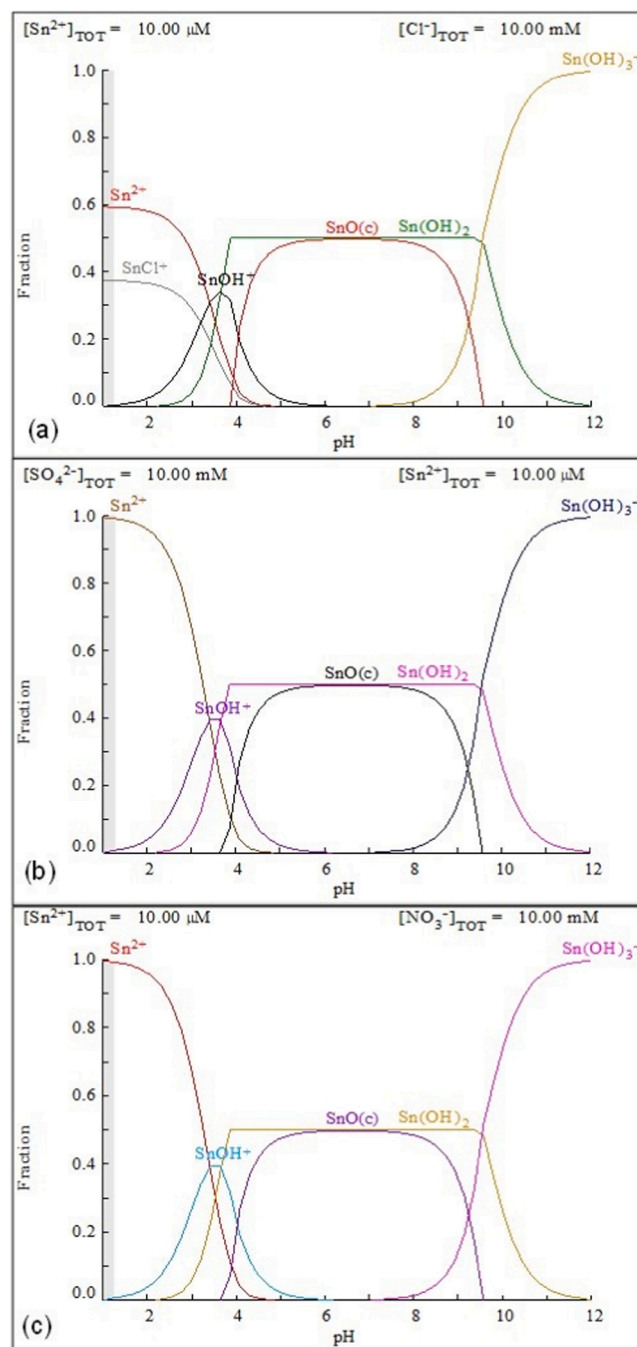 [Sn²⁺]TOT = 10.00 µM [Cl⁻]TOT = 10.00 mM
Sn(OH)₃⁻
1.0
0.8
0.6
0.4
0.2
0.0
Fraction
Sn²⁺
SnCl⁺
SnOH⁺
SnO(c)
Sn(OH)₂
2 4 6 8 10 12
pH
(a)
[SO₄²⁻]TOT = 10.00 mM [Sn²⁺]TOT = 10.00 µM
Sn²⁺
Sn(OH)₃⁻
1.0
0.8
0.6
0.4
0.2
0.0
Fraction
SnOH⁺
SnO(c)
Sn(OH)₂
2 4 6 8 10 12
pH
(b)
[Sn²⁺]TOT = 10.00 µM [NO₃⁻]TOT = 10.00 mM
Sn²⁺
Sn(OH)₃⁻
1.0
0.8
0.6
0.4
0.2
0.0
Fraction
SnOH⁺
SnO(c)
Sn(OH)₂
2 4 6 8 10 12
pH
(c)